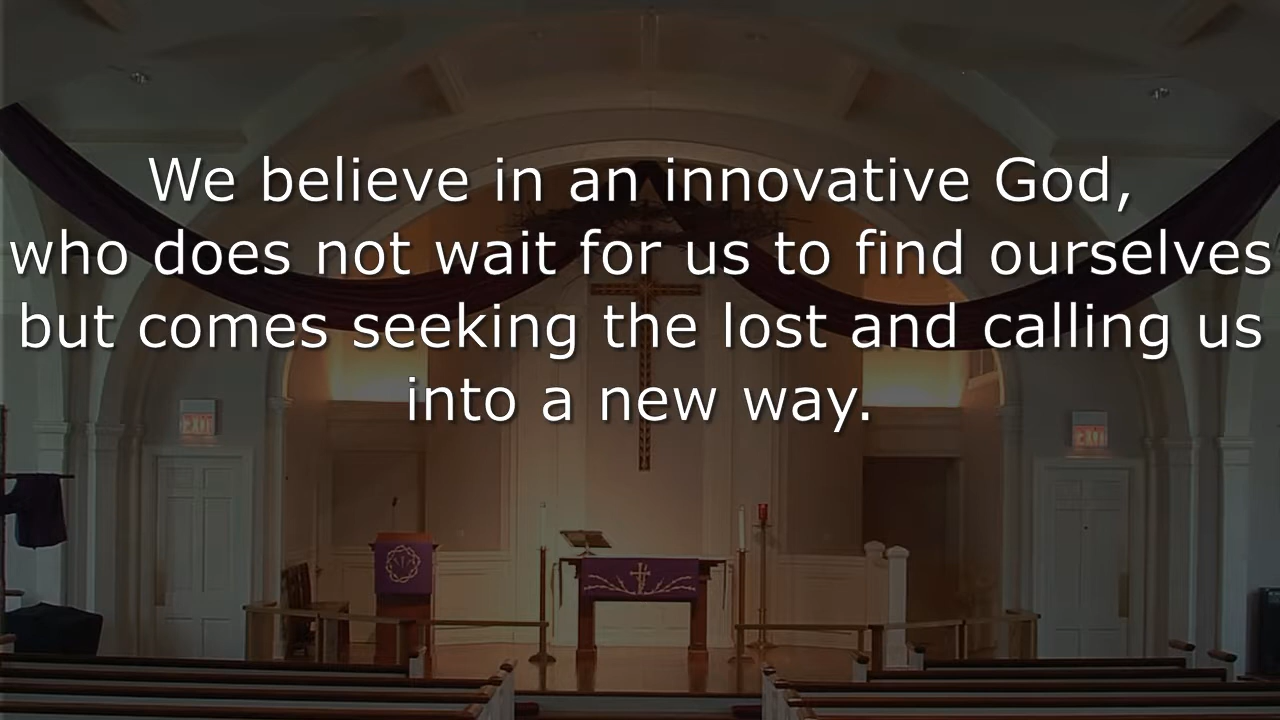 We believe in an innovative God,
who does not wait for us to find ourselves
but comes seeking the lost and calling us
into a new way.
EXIT
EXIT